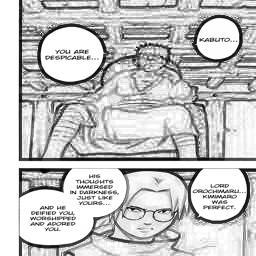 KABUTO...
YOU ARE
DESPICABLE...
LORD
OROCHIMARU...
KIMIMARO
WAS
PERFECT.
HIS
THOUGHTS
IMMERSED
IN DARKNESS,
JUST LIKE
YOURS...
AND HE
DEIFIED YOU,
WORSHIPPED
AND ADORED
YOU.